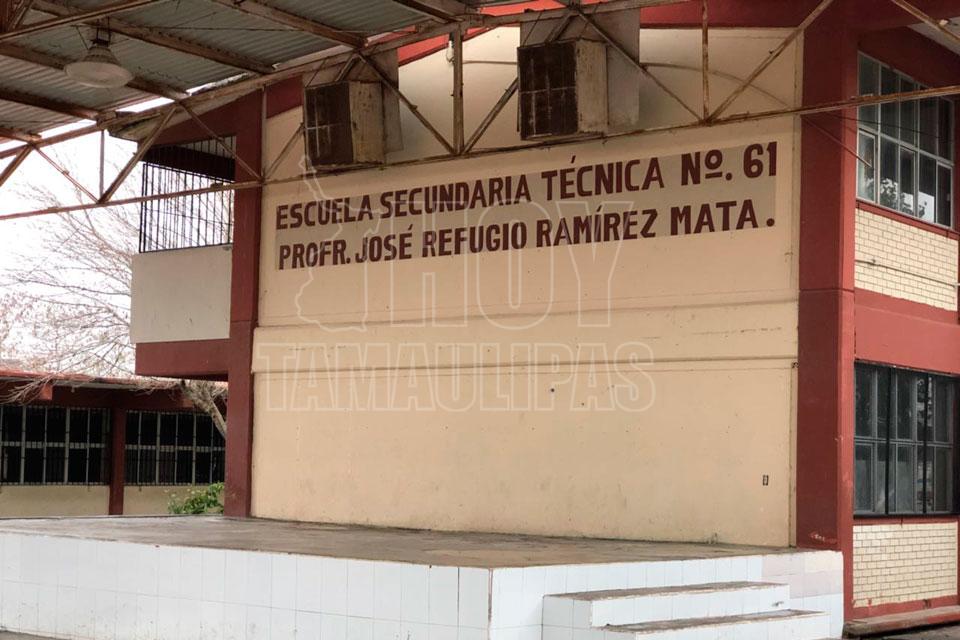 ESCUELA SECUNDARIA TÉCNICA Nº. 61
PROFR. JOSÉ REFUGIO RAMÍREZ MATA.
HOY
TAMAULIPAS